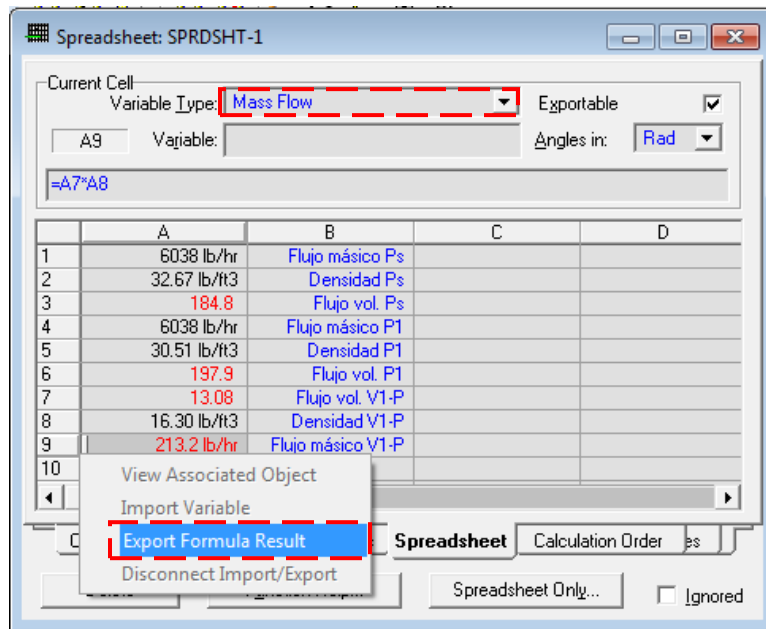 Spreadsheet: SPRDSHT-1
Current Cell
Variable Type: Mass Flow Exportable
A9 Variable: Angles in: Rad
=A7*A8
A B C D
1 6038 lb/hr Flujo másico Ps
2 32.67 lb/ft3 Densidad Ps
3 184.8 Flujo vol. Ps
4 6038 lb/hr Flujo másico P1
5 30.51 lb/ft3 Densidad P1
6 197.9 Flujo vol. P1
7 13.08 Flujo vol. V1-P
8 16.30 lb/ft3 Densidad V1-P
9 213.2 lb/hr Flujo másico V1-P
10
View Associated Object
Import Variable
Export Formula Result
Disconnect Import/Export
Spreadsheet Calculation Order
Spreadsheet Only... Ignored